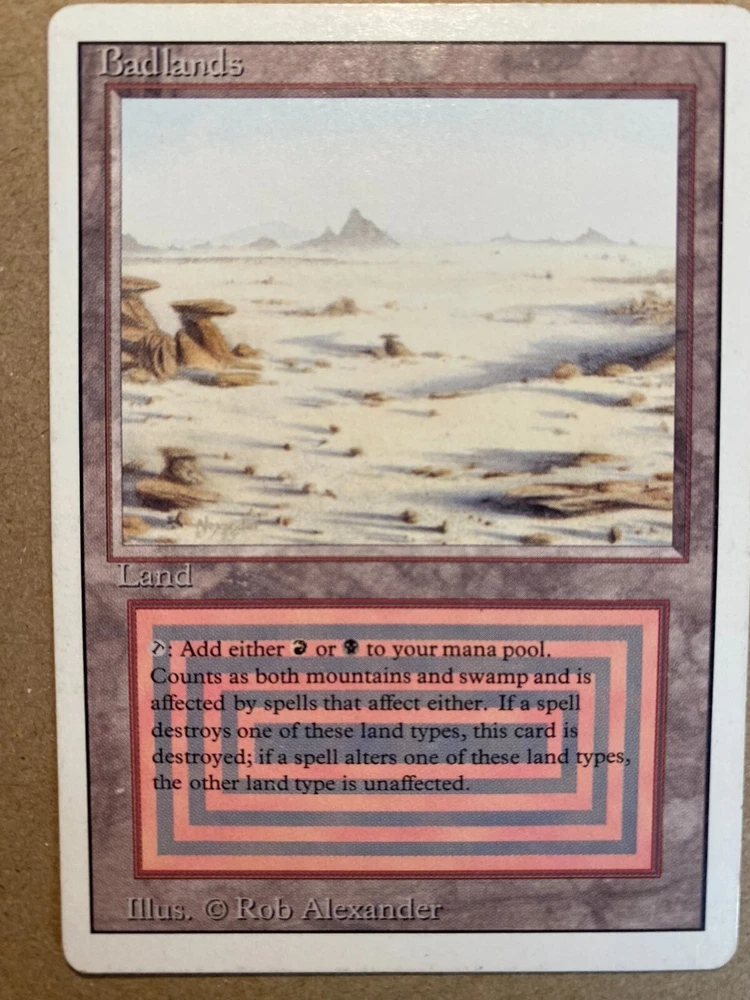 Badlands
Land
: Add either or to your mana pool.
Counts as both mountains and swamp and is
affected by spells that affect either. If a spell
destroys one of these land types, this card is
destroyed; if a spell alters one of these land types,
the other land type is unaffected.
Illus. © Rob Alexander